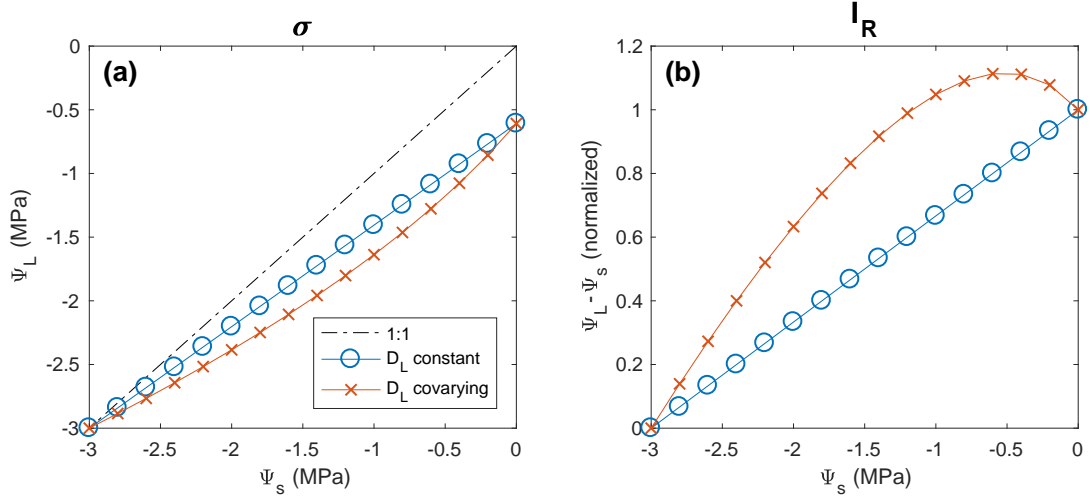 σ
(a)
0
-0.5
-1
-1.5
-2
-2.5
-3
Ψ_L (MPa)
-3 -2.5 -2 -1.5 -1 -0.5 0
Ψ_s (MPa)
1:1
D_L constant
D_L covarying
I_R
(b)
1.2
1
0.8
0.6
0.4
0.2
0
Ψ_L-Ψ_s (normalized)
-3 -2.5 -2 -1.5 -1 -0.5 0
Ψ_s (MPa)